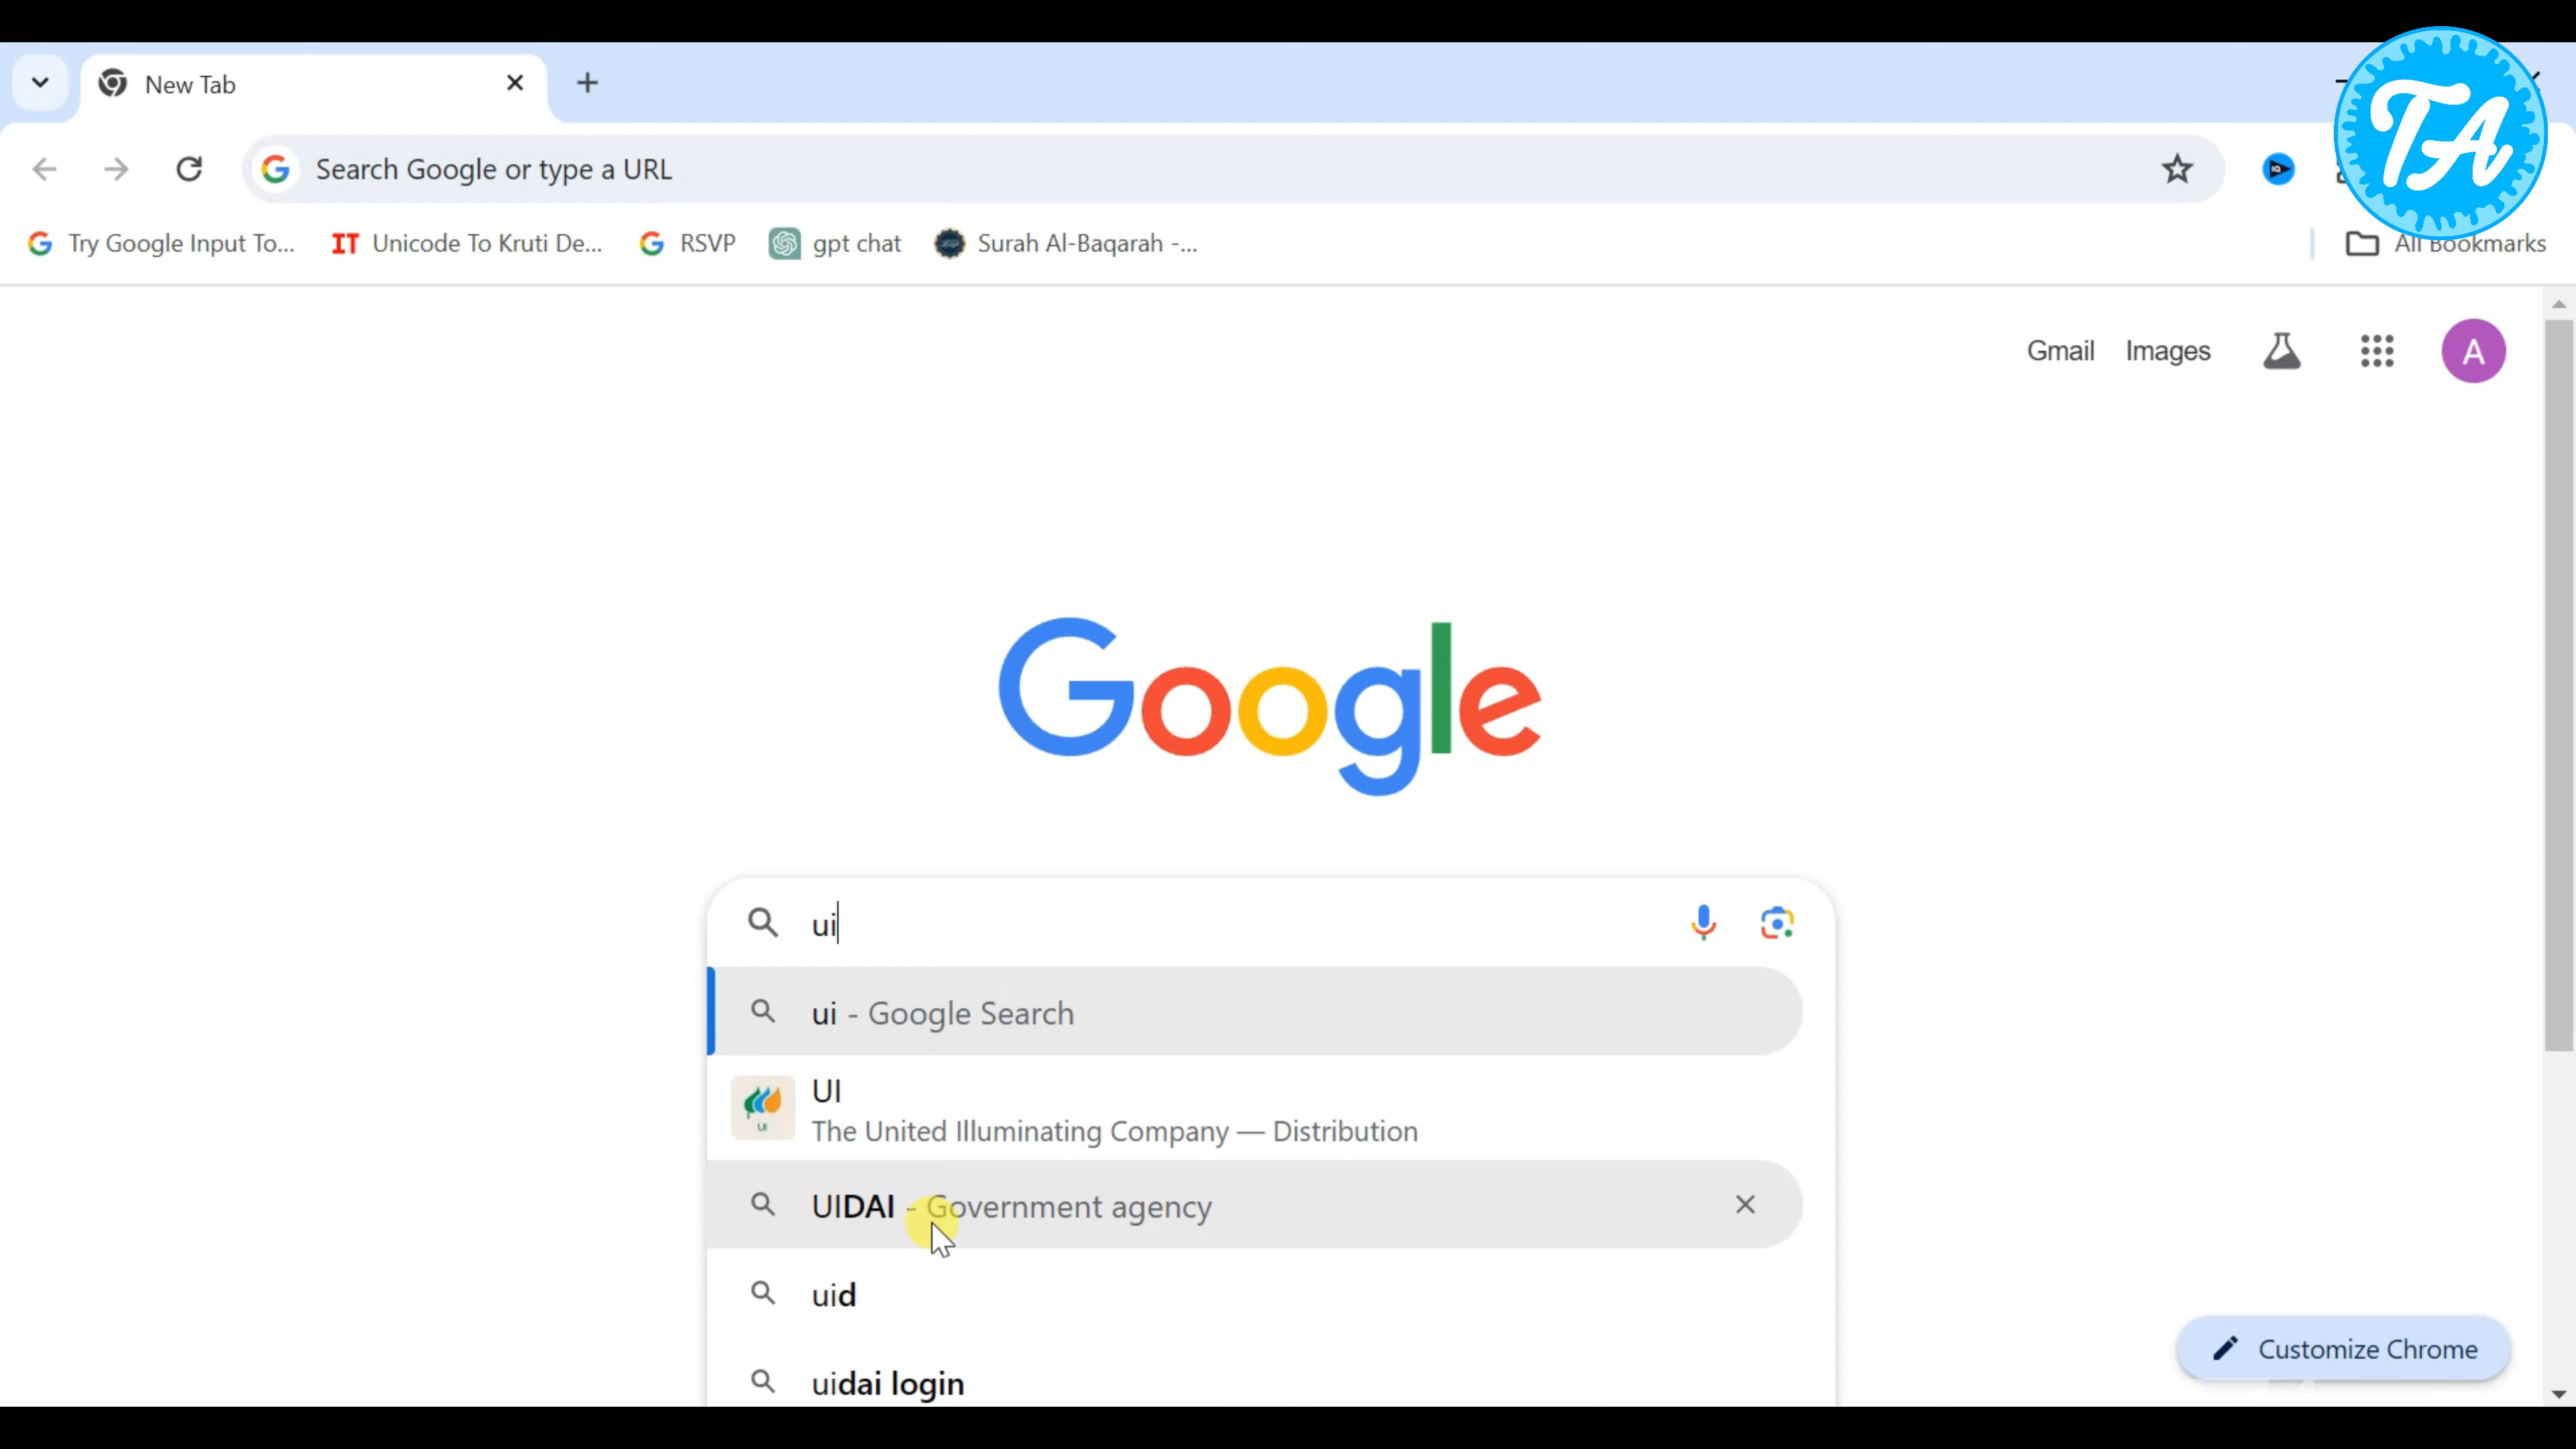 New Tab
TA
Search Google or type a URL
Try Google Input To...
Unicode To Kruti De...
RSVP
gpt chat
Surah Al-Baqarah -...
All Bookmarks
Gmail
Images
A
Google
ui
ui - Google Search
UI
The United Illuminating Company — Distribution
UIDAI - Government agency
uid
uidai login
Customize Chrome